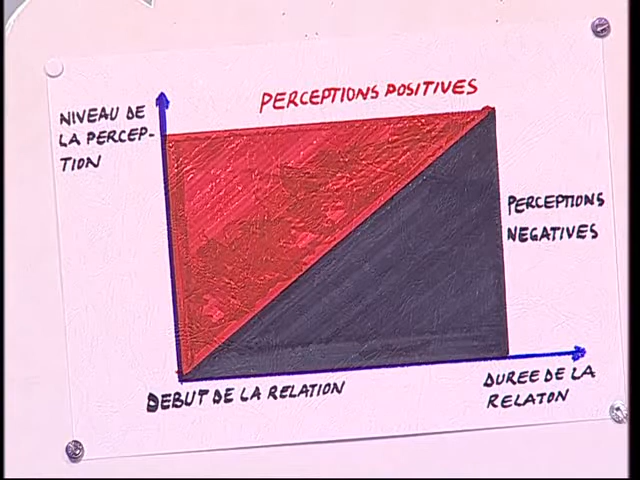 PERCEPTIONS POSITIVES
NIVEAU DE
LA PERCEP-
TION
PERCEPTIONS
NEGATIVES
DEBUT DE LA RELATION
DUREE DE LA
RELATON